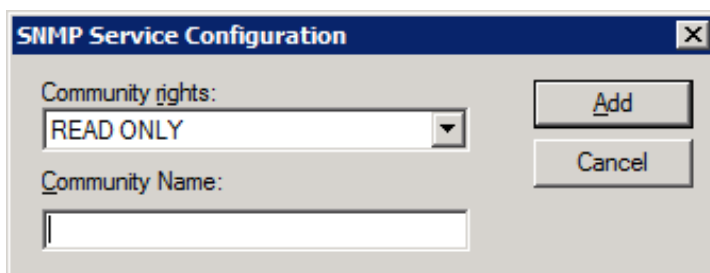 SNMP Service Configuration
Community rights:
READ ONLY
Add
Cancel
Community Name: